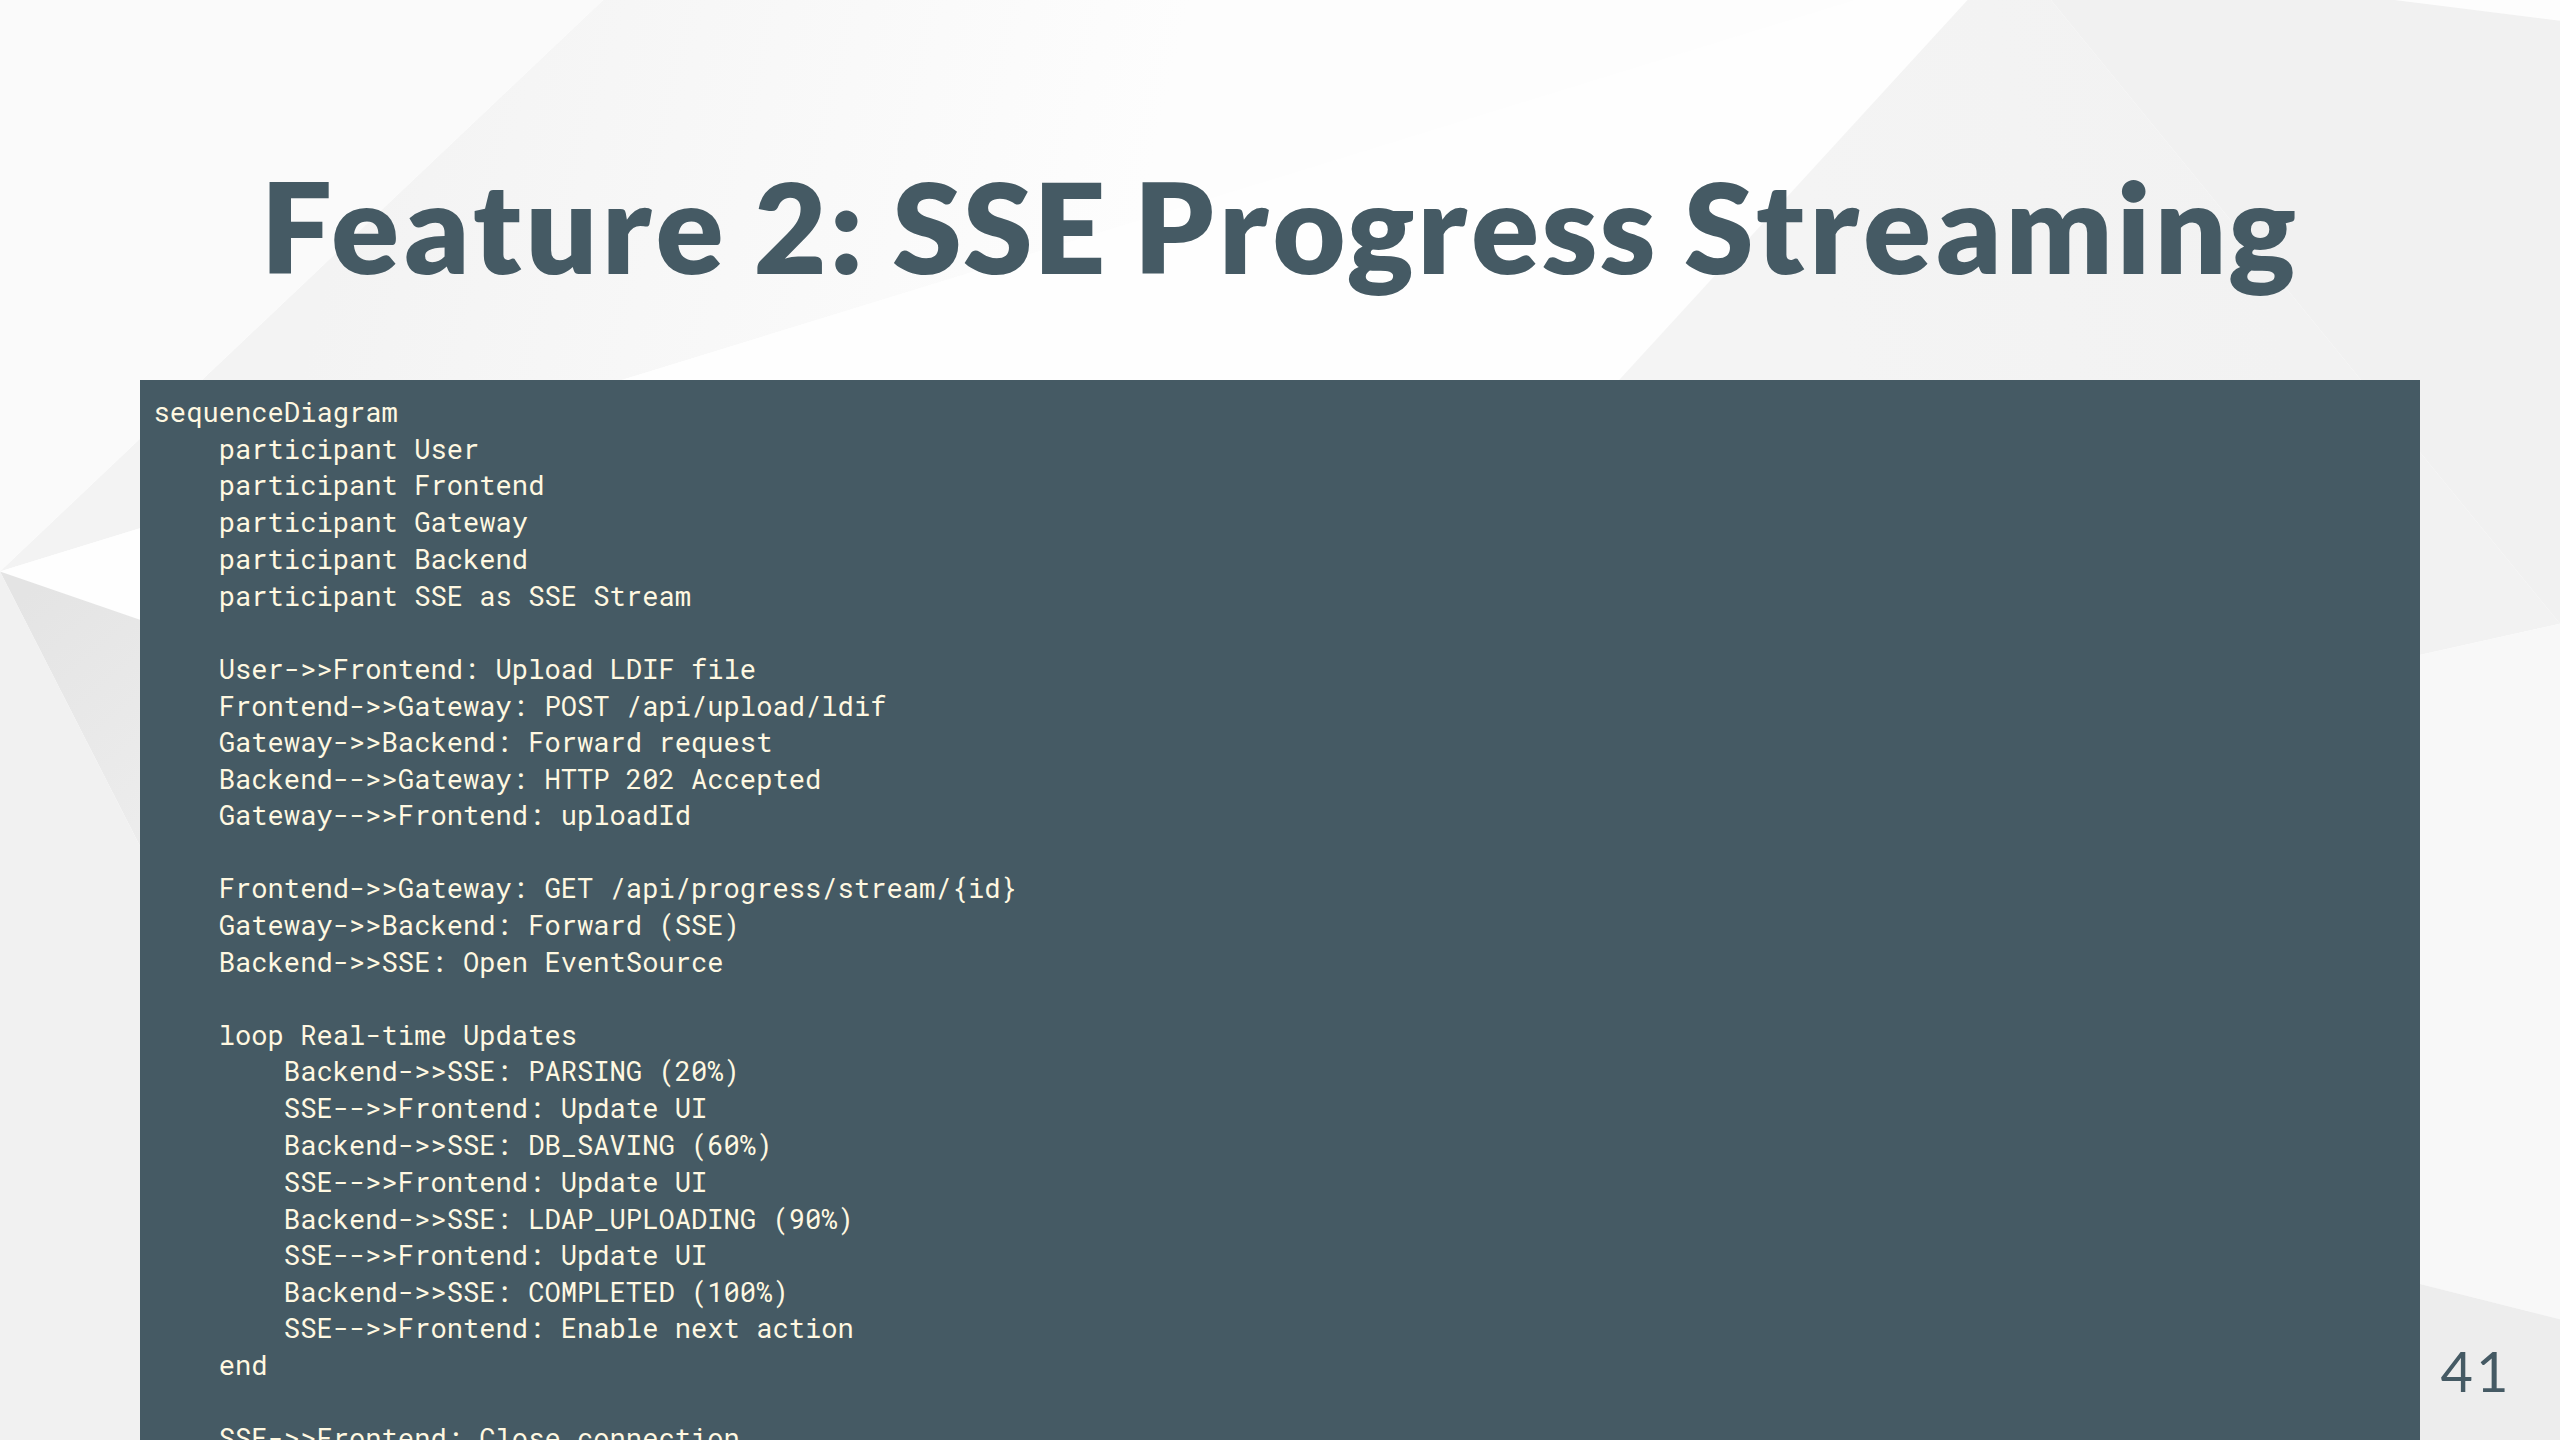 Feature 2: SSE Progress Streaming
sequenceDiagram
    participant User
    participant Frontend
    participant Gateway
    participant Backend
    participant SSE as SSE Stream

    User->>Frontend: Upload LDIF file
    Frontend->>Gateway: POST /api/upload/ldif
    Gateway->>Backend: Forward request
    Backend-->>Gateway: HTTP 202 Accepted
    Gateway-->>Frontend: uploadId

    Frontend->>Gateway: GET /api/progress/stream/{id}
    Gateway->>Backend: Forward (SSE)
    Backend->>SSE: Open EventSource

    loop Real-time Updates
        Backend->>SSE: PARSING (20%)
        SSE-->>Frontend: Update UI
        Backend->>SSE: DB_SAVING (60%)
        SSE-->>Frontend: Update UI
        Backend->>SSE: LDAP_UPLOADING (90%)
        SSE-->>Frontend: Update UI
        Backend->>SSE: COMPLETED (100%)
        SSE-->>Frontend: Enable next action
    end

    SSE->>Frontend: Close connection
41